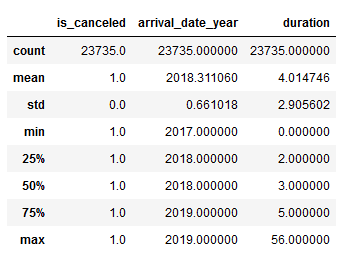 is_canceled arrival_date_year duration
count 23735.0 23735.000000 23735.000000
mean 1.0 2018.311060 4.014746
std 0.0 0.661018 2.905602
min 1.0 2017.000000 0.000000
25% 1.0 2018.000000 2.000000
50% 1.0 2018.000000 3.000000
75% 1.0 2019.000000 5.000000
max 1.0 2019.000000 56.000000